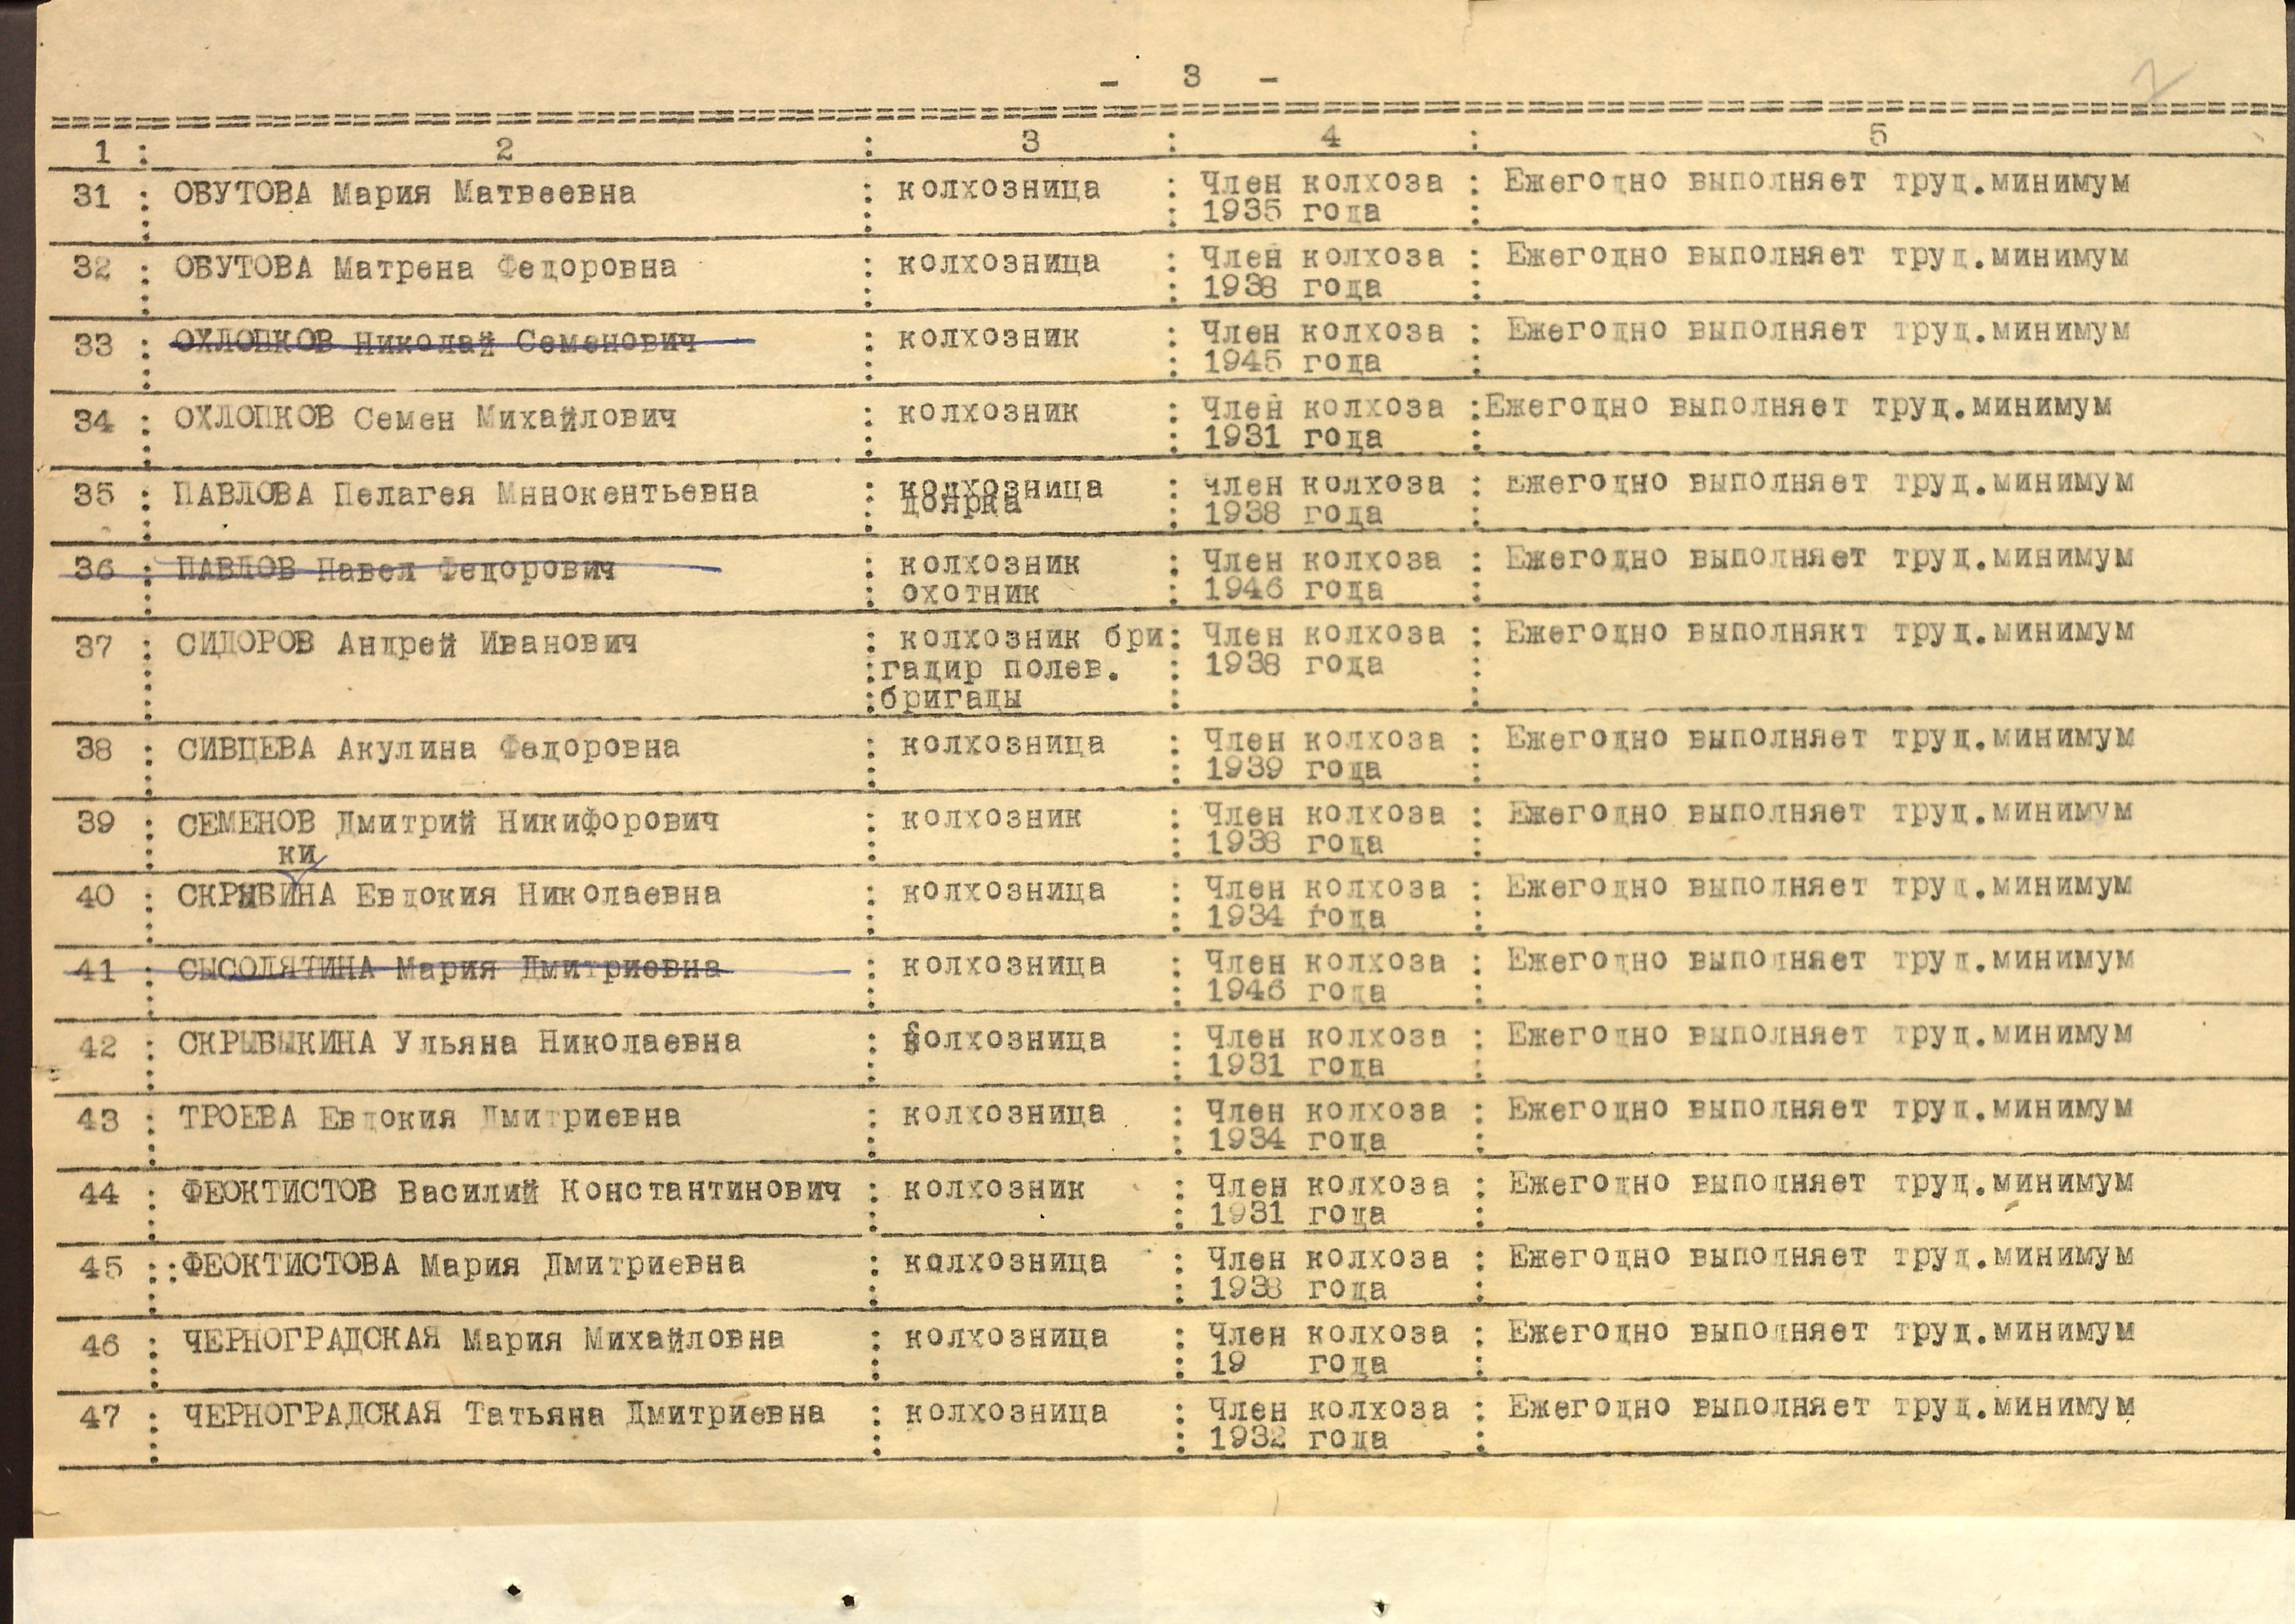 - 3 -
1 : 2 : 3 : 4 : 5
31 : ОБУТОВА Мария Матвеевна : колхозница : Член колхоза : Ежегодно выполняет труд.минимум
1935 года
32 : ОБУТОВА Матрена Федоровна : колхозница : Член колхоза : Ежегодно выполняет труд.минимум
1938 года
33 : ОХЛОПКОВ Николай Семенович : колхозник : Член колхоза : Ежегодно выполняет труд.минимум
1945 года
34 : ОХЛОПКОВ Семен Михайлович : колхозник : Член колхоза :Ежегодно выполняет труд.минимум
1931 года
35 : ПАВЛОВА Пелагея Мннокентьевна : колхозница : Член колхоза : Ежегодно выполняет труд.минимум
доярка : 1938 года
36 : ПАВЛОВ Павел Федорович : колхозник : Член колхоза : Ежегодно выполняет труд.минимум
охотник : 1946 года
37 : СИДОРОВ Андрей Иванович : колхозник бри: Член колхоза : Ежегодно выполнякт труд.минимум
:гадир полев. : 1938 года
:бригады
38 : СИВЦЕВА Акулина Федоровна : колхозница : Член колхоза : Ежегодно выполняет труд.минимум
1939 года
39 : СЕМЕНОВ Дмитрий Никифорович : колхозник : Член колхоза : Ежегодно выполняет труд.минимум
1938 года
ки
40 : СКРЫБИНА Евдокия Николаевна : колхозница : Член колхоза : Ежегодно выполняет труд.минимум
1934 года
41 : СЫСОЛЯТИНА Мария Дмитриевна : колхозница : Член колхоза : Ежегодно выполняет труд.минимум
1946 года
42 : СКРЫБЫКИНА Ульяна Николаевна : колхозница : Член колхоза : Ежегодно выполняет труд.минимум
1931 года
43 : ТРОЕВА Евдокия Дмитриевна : колхозница : Член колхоза : Ежегодно выполняет труд.минимум
1934 года
44 : ФЕОКТИСТОВ Василий Константинович : колхозник : Член колхоза : Ежегодно выполняет труд.минимум
1931 года
45 ::ФЕОКТИСТОВА Мария Дмитриевна : колхозница : Член колхоза : Ежегодно выполняет труд.минимум
1938 года
46 : ЧЕРНОГРАДСКАЯ Мария Михайловна : колхозница : Член колхоза : Ежегодно выполняет труд.минимум
19 года
47 : ЧЕРНОГРАДСКАЯ Татьяна Дмитриевна : колхозница : Член колхоза : Ежегодно выполняет труд.минимум
1932 года